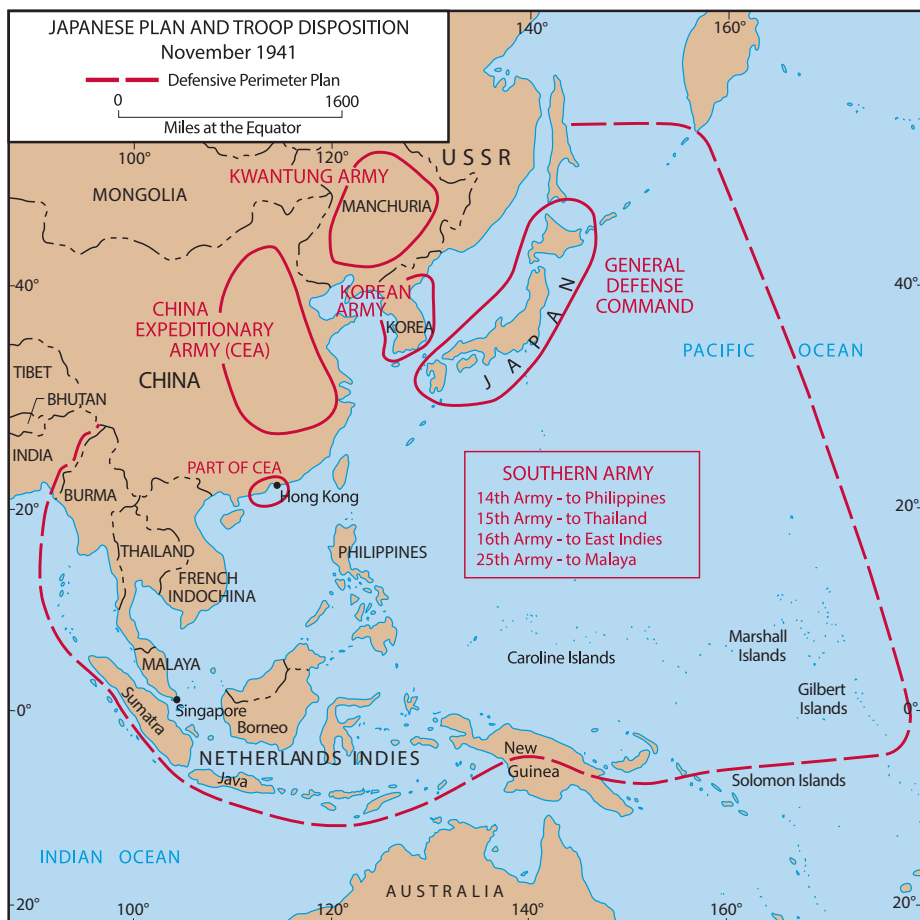 JAPANESE PLAN AND TROOP DISPOSITION
November 1941
Defensive Perimeter Plan
0 1600
Miles at the Equator
140° 160°
100° 120°
USSR
MONGOLIA
KWANTUNG ARMY
MANCHURIA
40° 40°
GENERAL
DEFENSE
COMMAND
KOREAN
ARMY
KOREA
CHINA
EXPEDITIONARY
ARMY (CEA)
JAPAN
PACIFIC OCEAN
CHINA
TIBET
BHUTAN
INDIA
PART OF CEA
Hong Kong
BURMA
20° 20°
SOUTHERN ARMY
14th Army - to Philippines
15th Army - to Thailand
16th Army - to East Indies
25th Army - to Malaya
THAILAND
FRENCH
INDOCHINA
PHILIPPINES
Marshall
Islands
Caroline Islands
MALAYA
Gilbert
Islands
Sumatra
Singapore
0° 0°
Borneo
NETHERLANDS INDIES
New
Guinea
Java
Solomon Islands
INDIAN OCEAN
AUSTRALIA
20° 20°
100° 120° 140° 160°